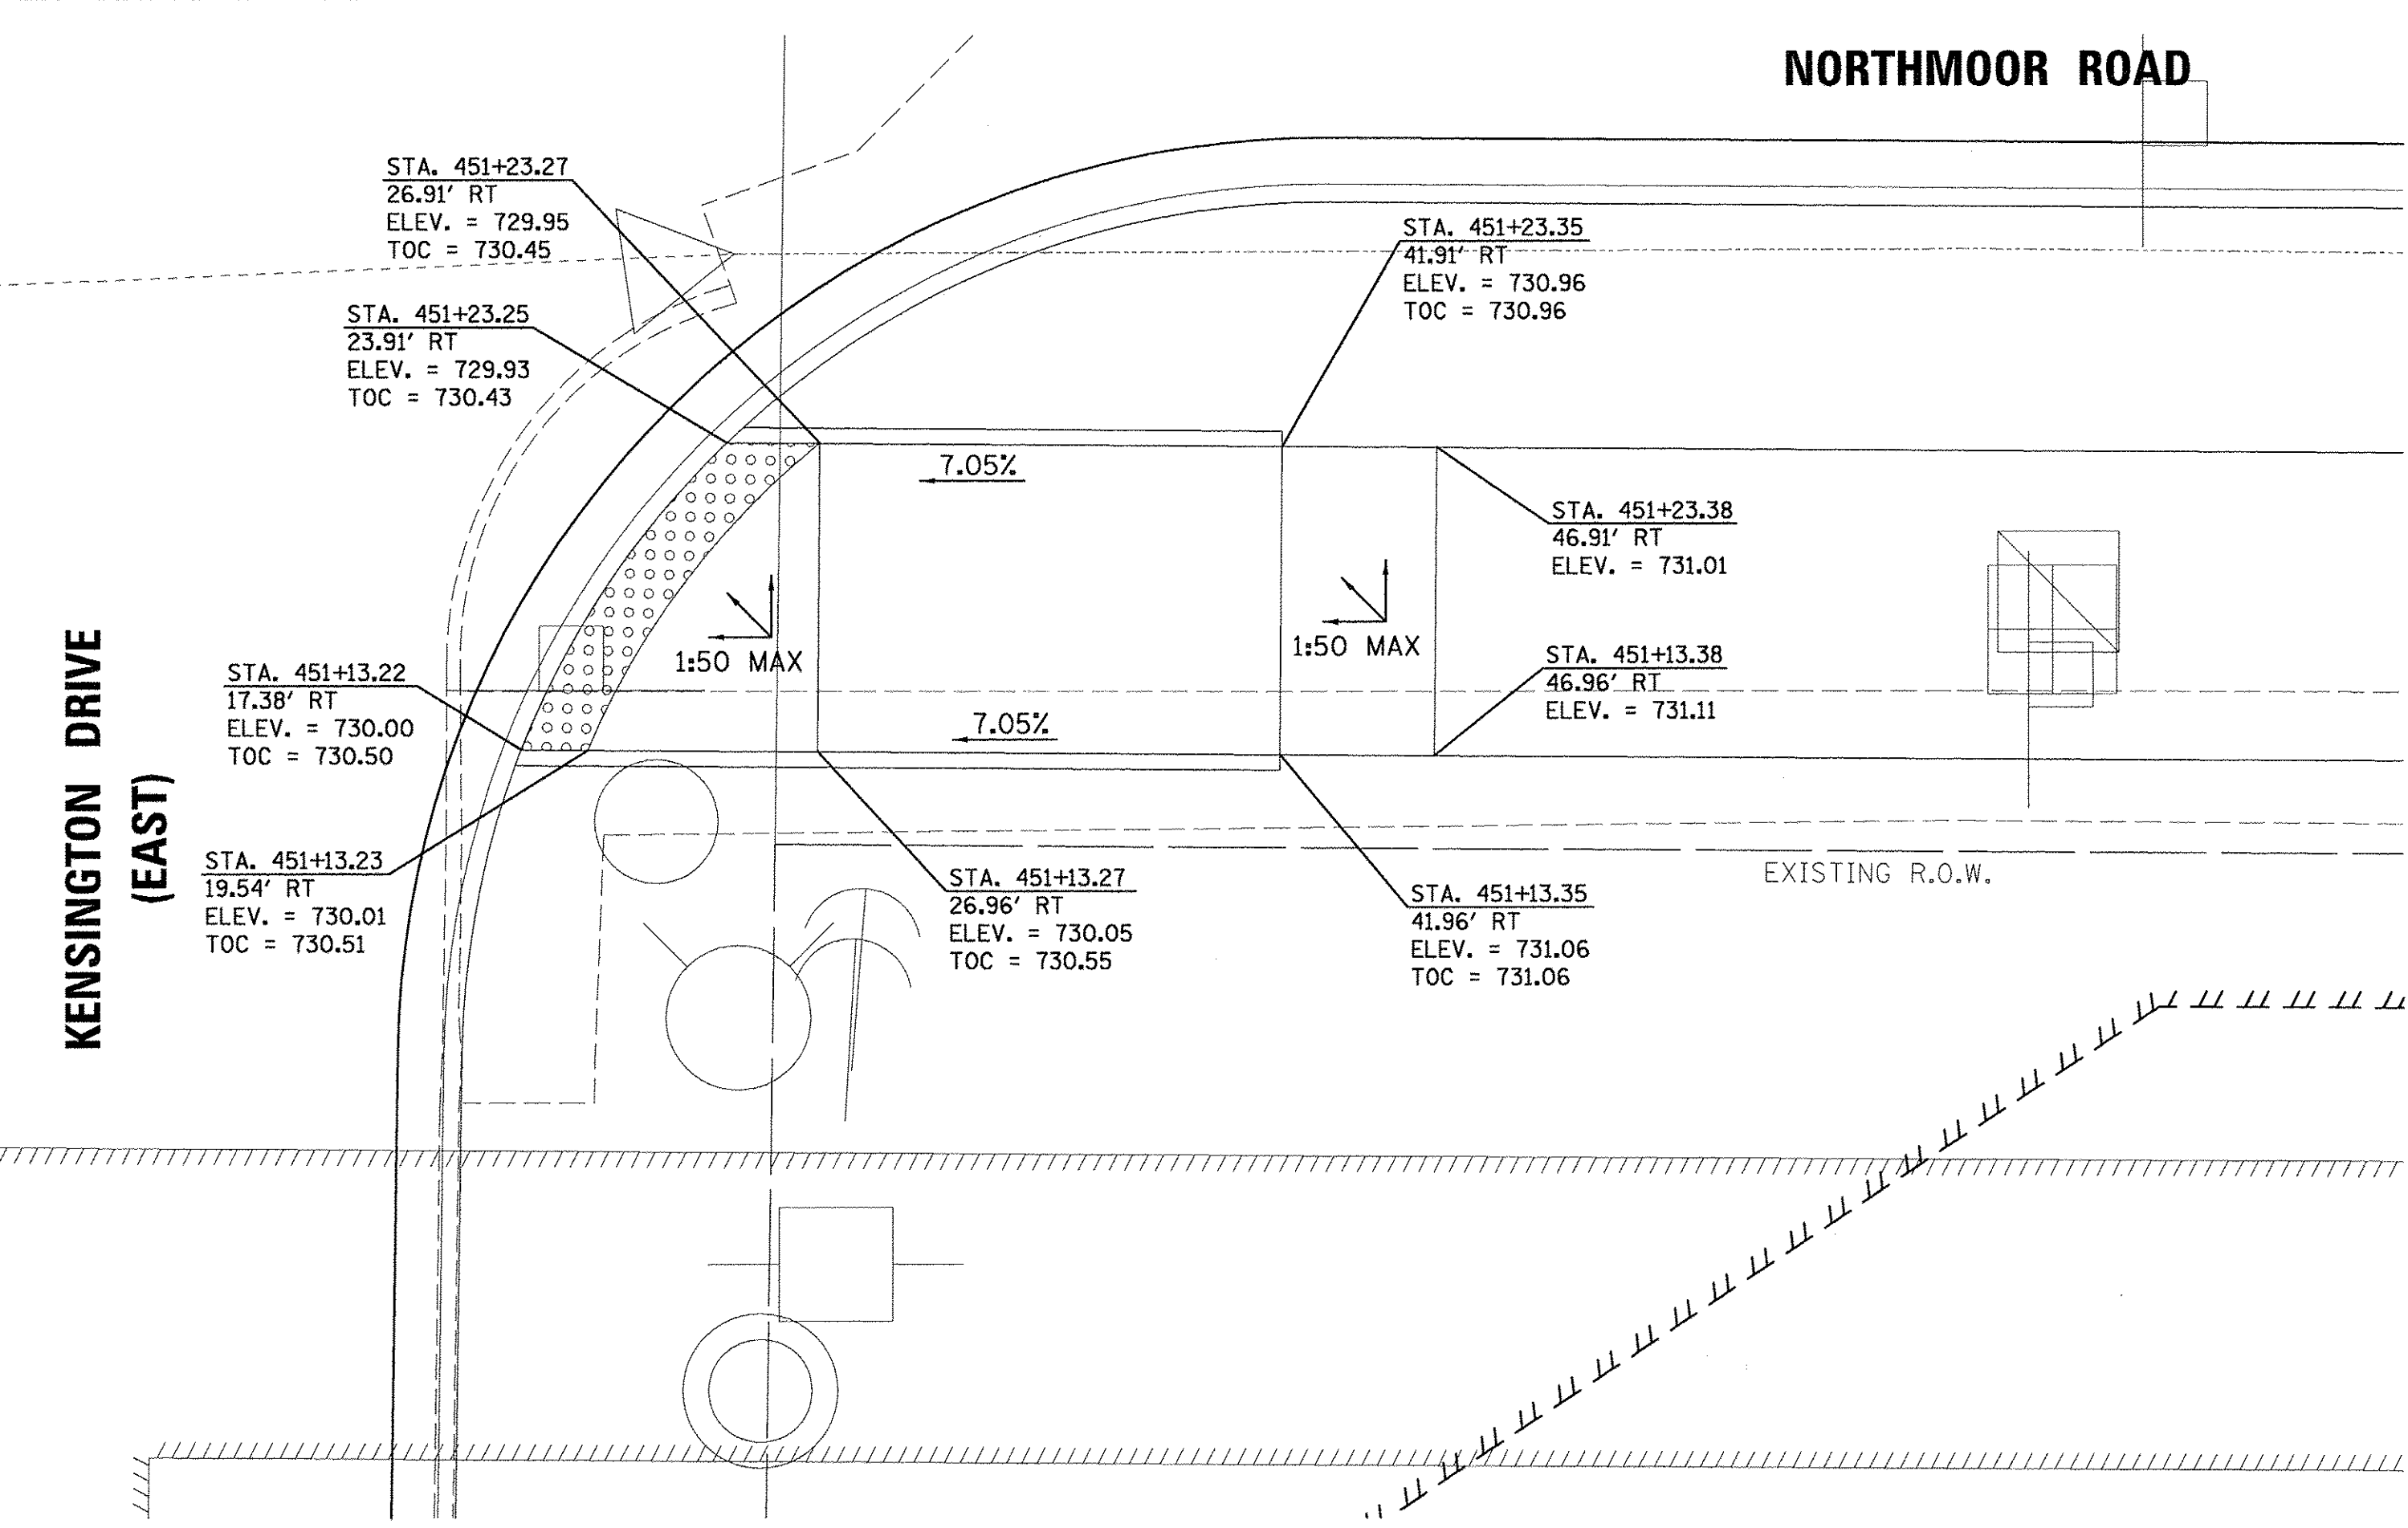 NORTHMOOR ROAD
STA. 451+23.27
26.91' RT
ELEV. = 729.95
TOC = 730.45
STA. 451+23.35
41.91' RT
ELEV. = 730.96
TOC = 730.96
STA. 451+23.25
23.91' RT
ELEV. = 729.93
TOC = 730.43
7.05%
STA. 451+23.38
46.91' RT
ELEV. = 731.01
1:50 MAX
1:50 MAX
STA. 451+13.38
46.96' RT
ELEV. = 731.11
STA. 451+13.22
17.38' RT
ELEV. = 730.00
TOC = 730.50
7.05%
KENSINGTON DRIVE
(EAST)
STA. 451+13.23
19.54' RT
ELEV. = 730.01
TOC = 730.51
STA. 451+13.27
26.96' RT
ELEV. = 730.05
TOC = 730.55
STA. 451+13.35
41.96' RT
ELEV. = 731.06
TOC = 731.06
EXISTING R.O.W.